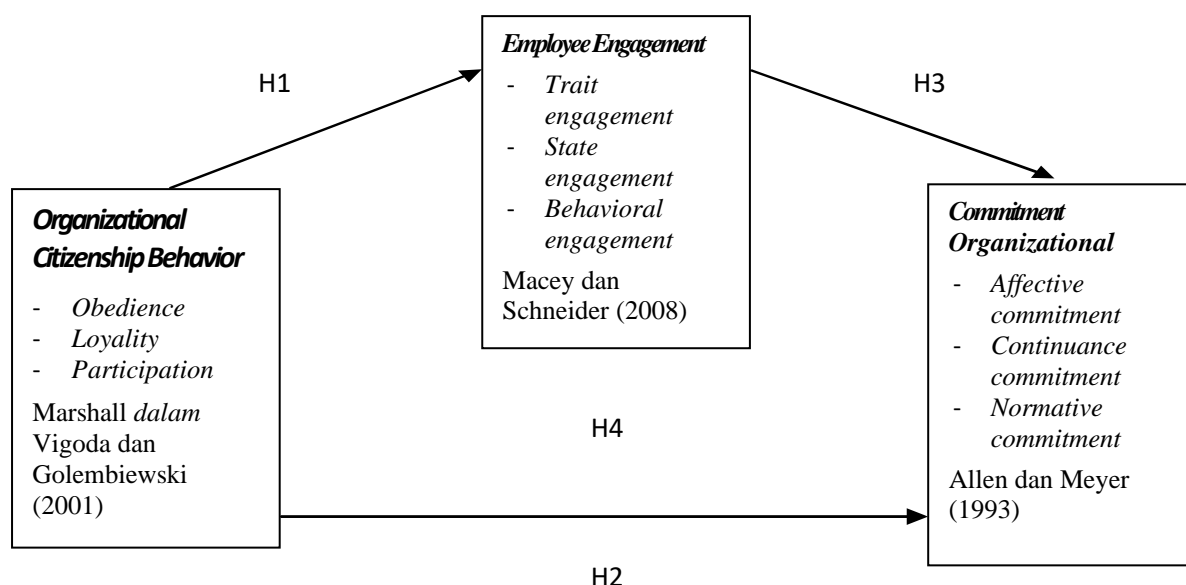 Employee Engagement
- Trait
engagement
- State
engagement
- Behavioral
engagement
Macey dan
Schneider (2008)
H1
H3
Organizational
Citizenship Behavior
- Obedience
- Loyality
- Participation
Marshall dalam
Vigoda dan
Golembiewski
(2001)
Commitment
Organizational
- Affective
commitment
- Continuance
commitment
- Normative
commitment
Allen dan Meyer
(1993)
H4
H2